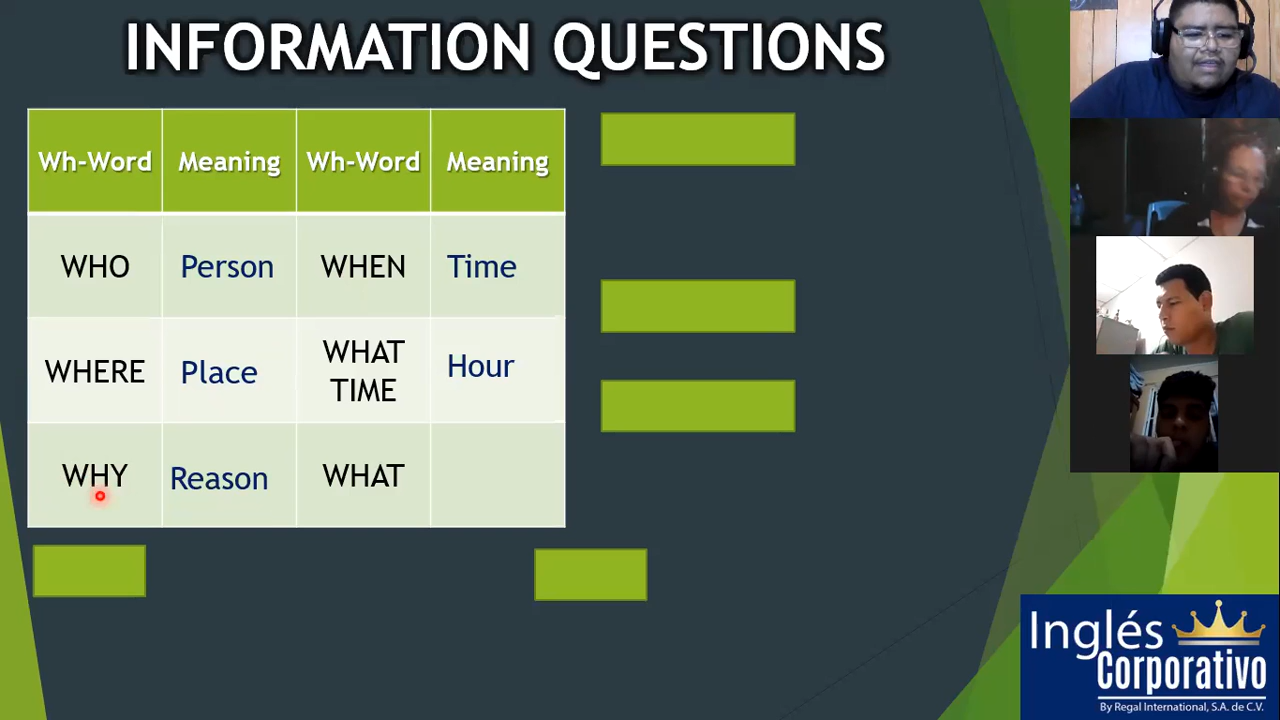 INFORMATION QUESTIONS
Wh-Word Meaning Wh-Word Meaning
WHO Person WHEN Time
WHERE Place WHAT TIME Hour
WHY Reason WHAT
Inglés
Corporativo
By Regal International, S.A. de C.V.